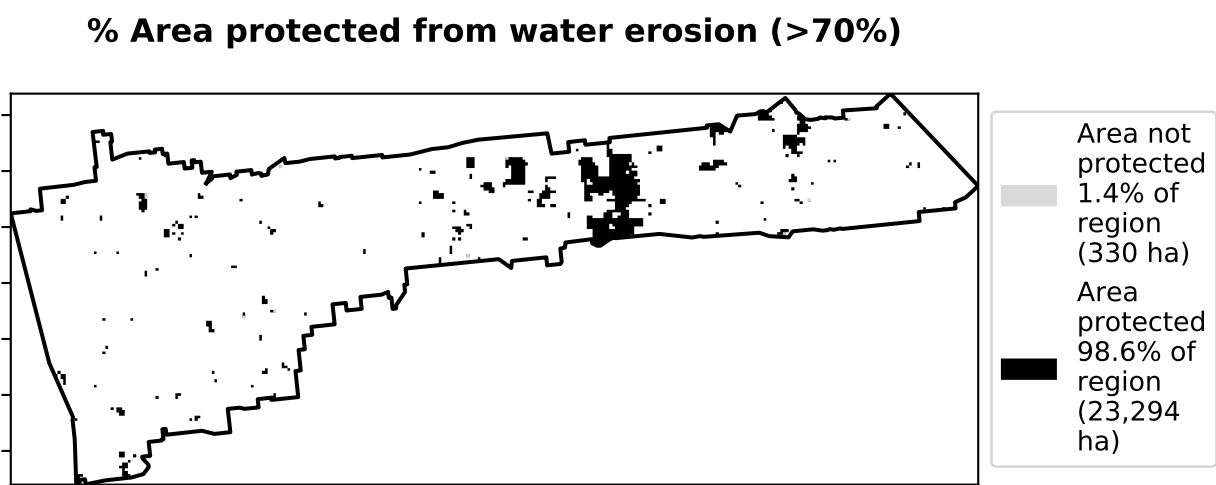 % Area protected from water erosion (>70%)
Area not
protected
1.4% of
region
(330 ha)
Area
protected
98.6% of
region
(23,294
ha)